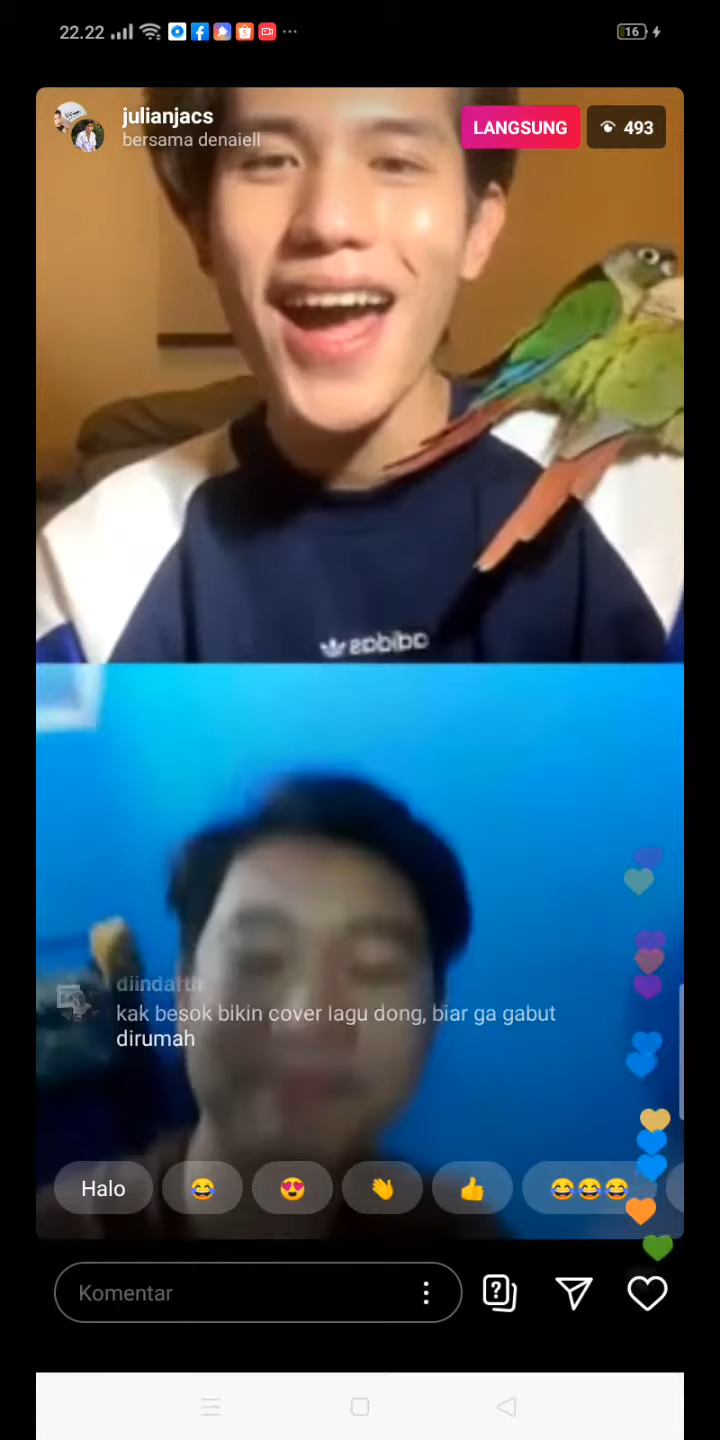 22.22
16
julianjacs
bersama denaiell
LANGSUNG
493
adidas
diindafth
kak besok bikin cover lagu dong, biar ga gabut
dirumah
Halo
Komentar